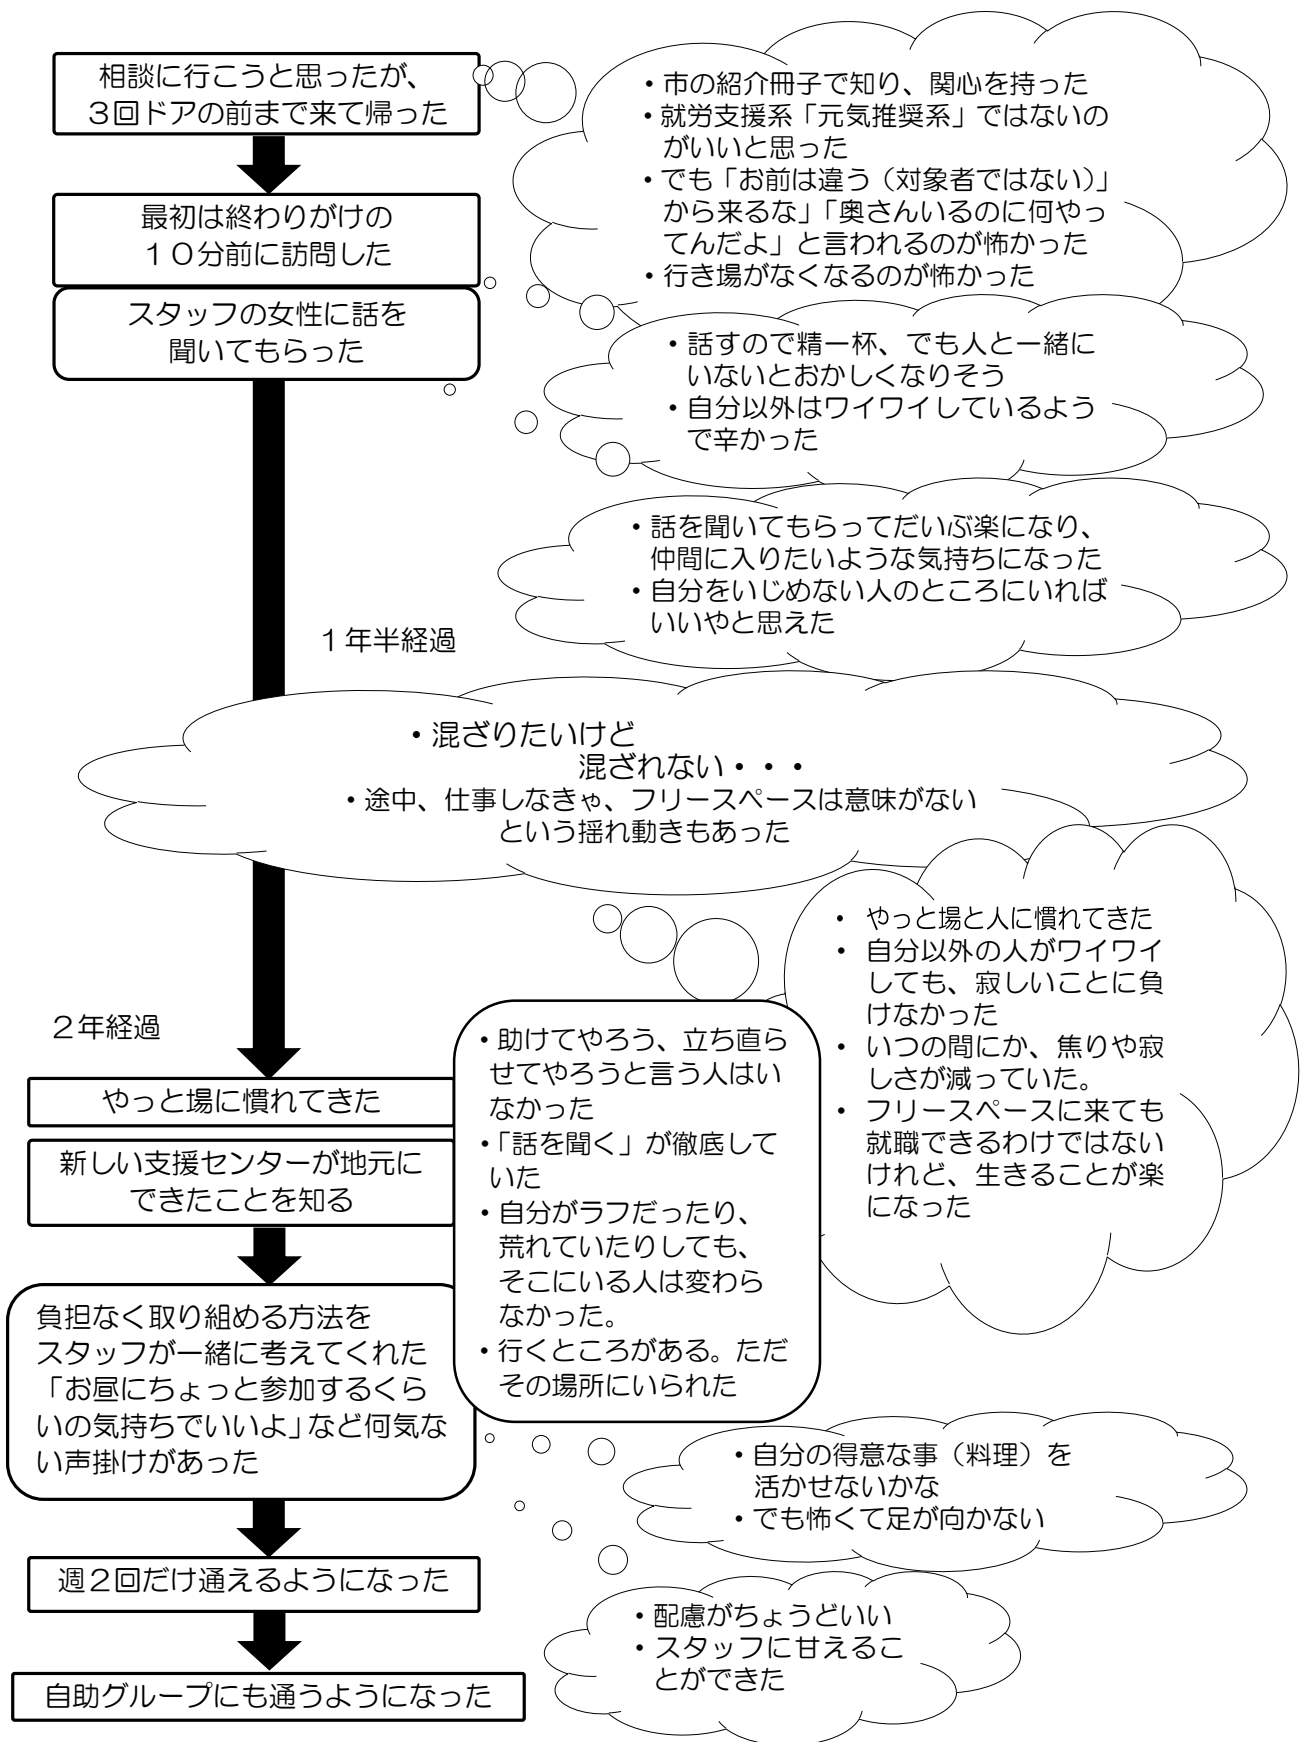 相談に行こうと思ったが、
３回ドアの前まで来て帰った
・市の紹介冊子で知り、関心を持った
・就労支援系「元気推奨系」ではないの
がいいと思った
・でも「お前は違う（対象者ではない）」
から来るな」「奥さんいるのに何やっ
てんだよ」と言われるのが怖かった
・行き場がなくなるのが怖かった
最初は終わりがけの
１０分前に訪問した
スタッフの女性に話を
聞いてもらった
・話すので精一杯、でも人と一緒に
いないとおかしくなりそう
・自分以外はワイワイしているよう
で辛かった
・話を聞いてもらってだいぶ楽になり、
仲間に入りたいような気持ちになった
・自分をいじめない人のところにいれば
いいやと思えた
１年半経過
・混ざりたいけど
混ざれない・・・
・途中、仕事しなきゃ、フリースペースは意味がない
という揺れ動きもあった
・ やっと場と人に慣れてきた
・ 自分以外の人がワイワイ
しても、寂しいことに負
けなかった
・ いつの間にか、焦りや寂
しさが減っていた。
・ フリースペースに来ても
就職できるわけではない
けれど、生きることが楽
になった
２年経過
やっと場に慣れてきた
新しい支援センターが地元に
できたことを知る
・助けてやろう、立ち直ら
せてやろうと言う人はい
なかった
・「話を聞く」が徹底して
いた
・自分がラフだったり、
荒れていたりしても、
そこにいる人は変わら
なかった。
・行くところがある。ただ
その場所にいられた
負担なく取り組める方法を
スタッフが一緒に考えてくれた
「お昼にちょっと参加するくら
いの気持ちでいいよ」など何気な
い声掛けがあった
・自分の得意な事（料理）を
活かせないかな
・でも怖くて足が向かない
週２回だけ通えるようになった
・配慮がちょうどいい
・スタッフに甘えるこ
とができた
自助グループにも通うようになった